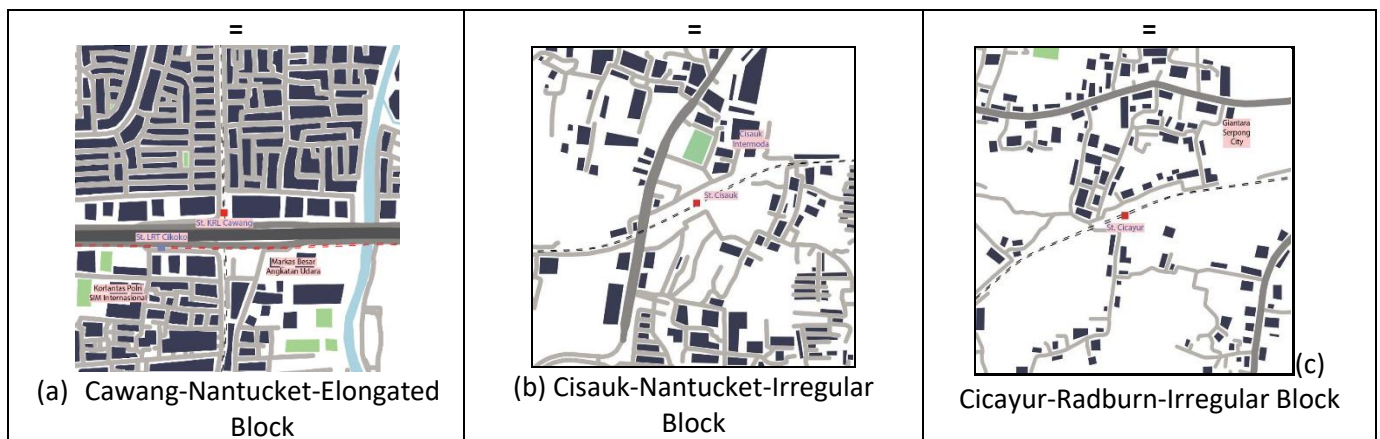 =
St. KRL Cawang
St. LRT Cikoko
Markas Besar
Angkatan Udara
Korlantas Polri
SIM Internasional
(a) Cawang-Nantucket-Elongated
Block
=
Cisauk
Intermoda
St. Cisauk
(b) Cisauk-Nantucket-Irregular
Block
=
Giantara
Serpong
City
St. Cicayur
(c)
Cicayur-Radburn-Irregular Block